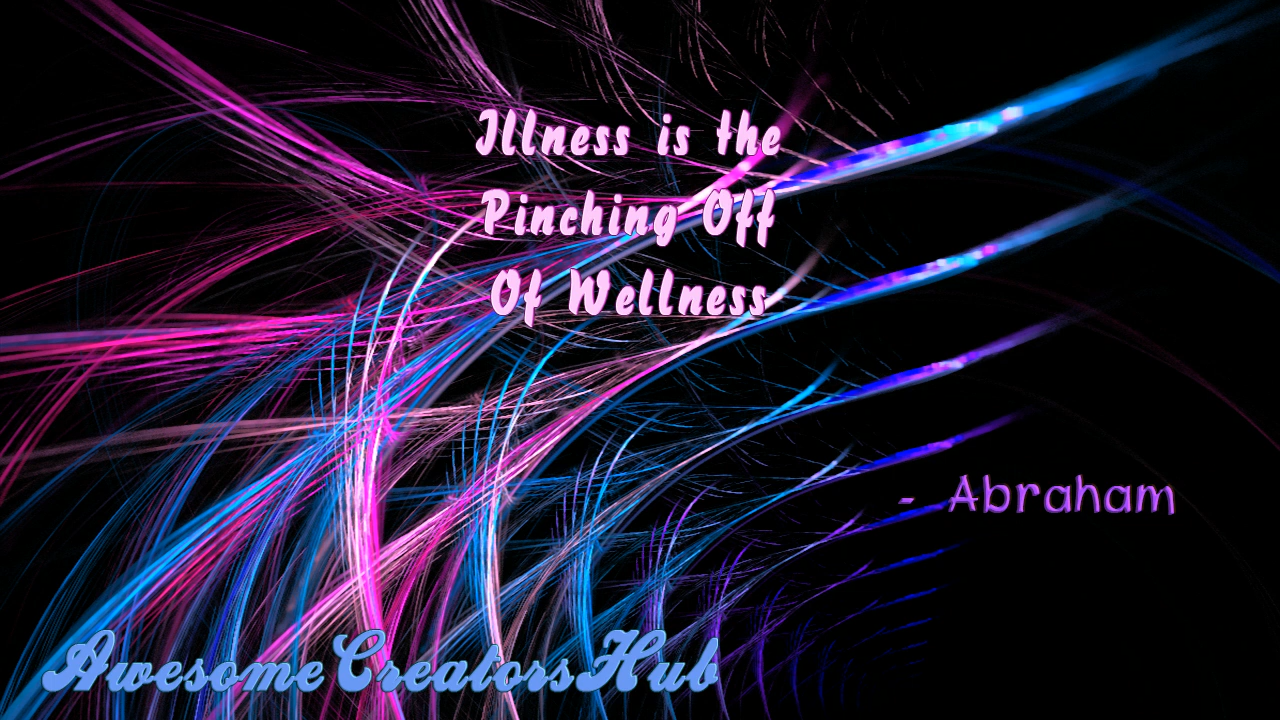 Illness is the
Pinching Off
Of Wellness
- Abraham
AwesomeCreatorsHub